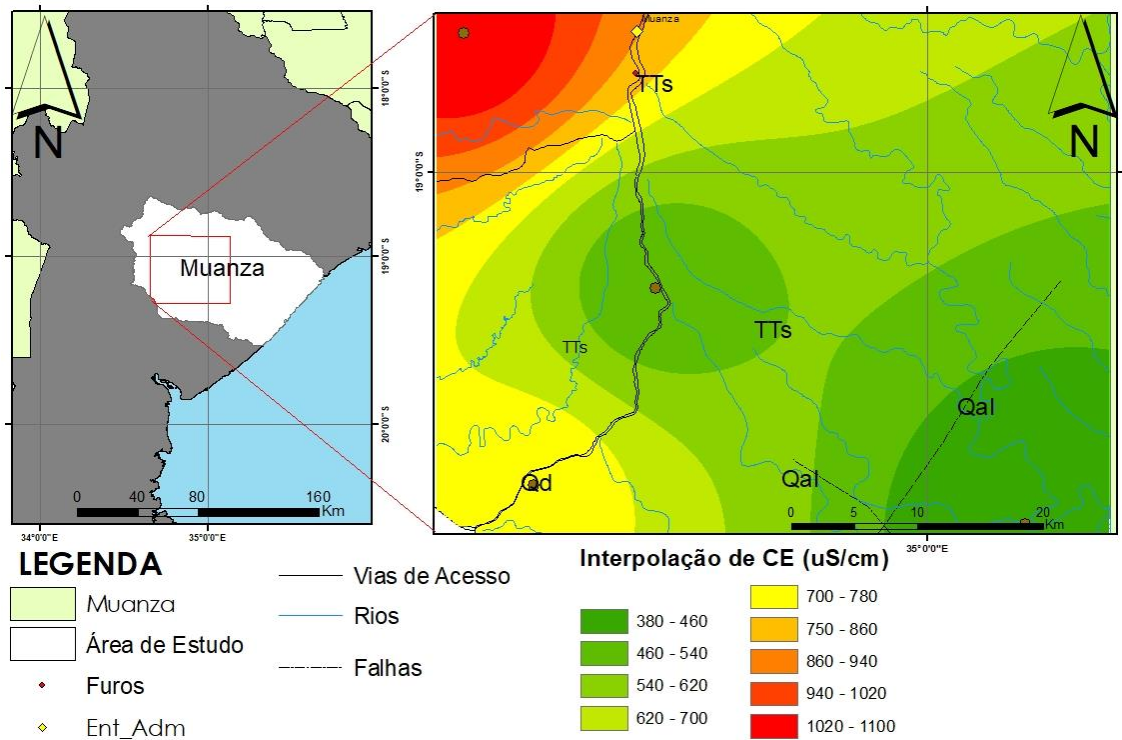 N
Muanza
18°0'0"S
19°0'0"S
20°0'0"S
0 40 80 160
Km
34°0'0"E
35°0'0"E
Muanza
TTs
N
19°0'0"S
TTs
TTs
Qal
Qd
Qal
0 5 10 20
Km
35°0'0"E
LEGENDA
Muanza
Área de Estudo
Furos
Ent_Adm
Vias de Acesso
Rios
Falhas
Interpolação de CE (uS/cm)
380 - 460
460 - 540
540 - 620
620 - 700
700 - 780
750 - 860
860 - 940
940 - 1020
1020 - 1100